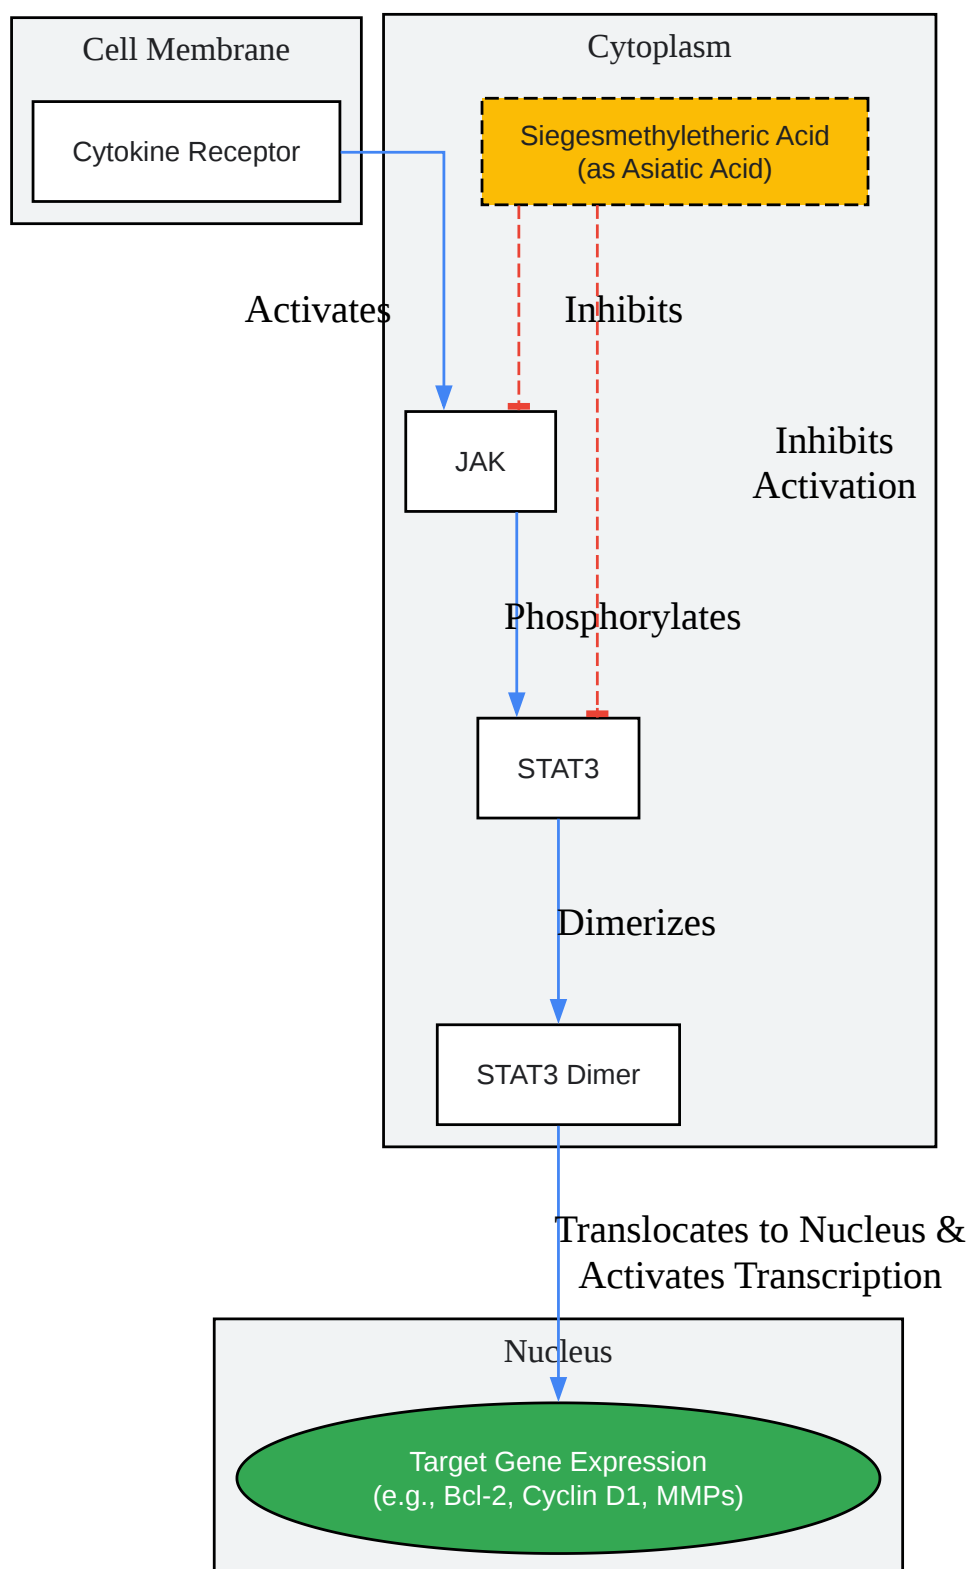 Cell Membrane
Cytoplasm
Cytokine Receptor
Siegesmethyletheric Acid
(as Asiatic Acid)
Activates
Inhibits
Inhibits
Activation
JAK
Phosphorylates
STAT3
Dimerizes
STAT3 Dimer
Translocates to Nucleus &
Activates Transcription
Nucleus
Target Gene Expression
(e.g., Bcl-2, Cyclin D1, MMPs)